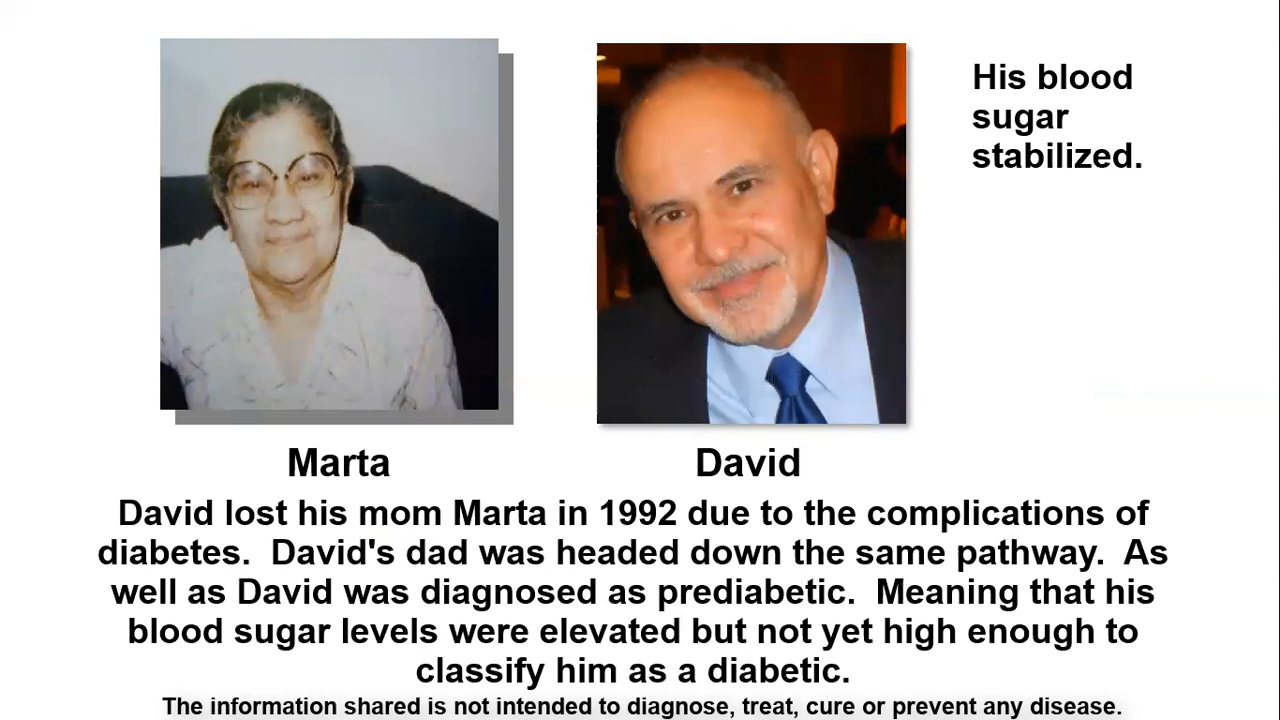 His blood
sugar
stabilized.
Marta
David
David lost his mom Marta in 1992 due to the complications of
diabetes.  David's dad was headed down the same pathway.  As
well as David was diagnosed as prediabetic.  Meaning that his
blood sugar levels were elevated but not yet high enough to
classify him as a diabetic.
The information shared is not intended to diagnose, treat, cure or prevent any disease.